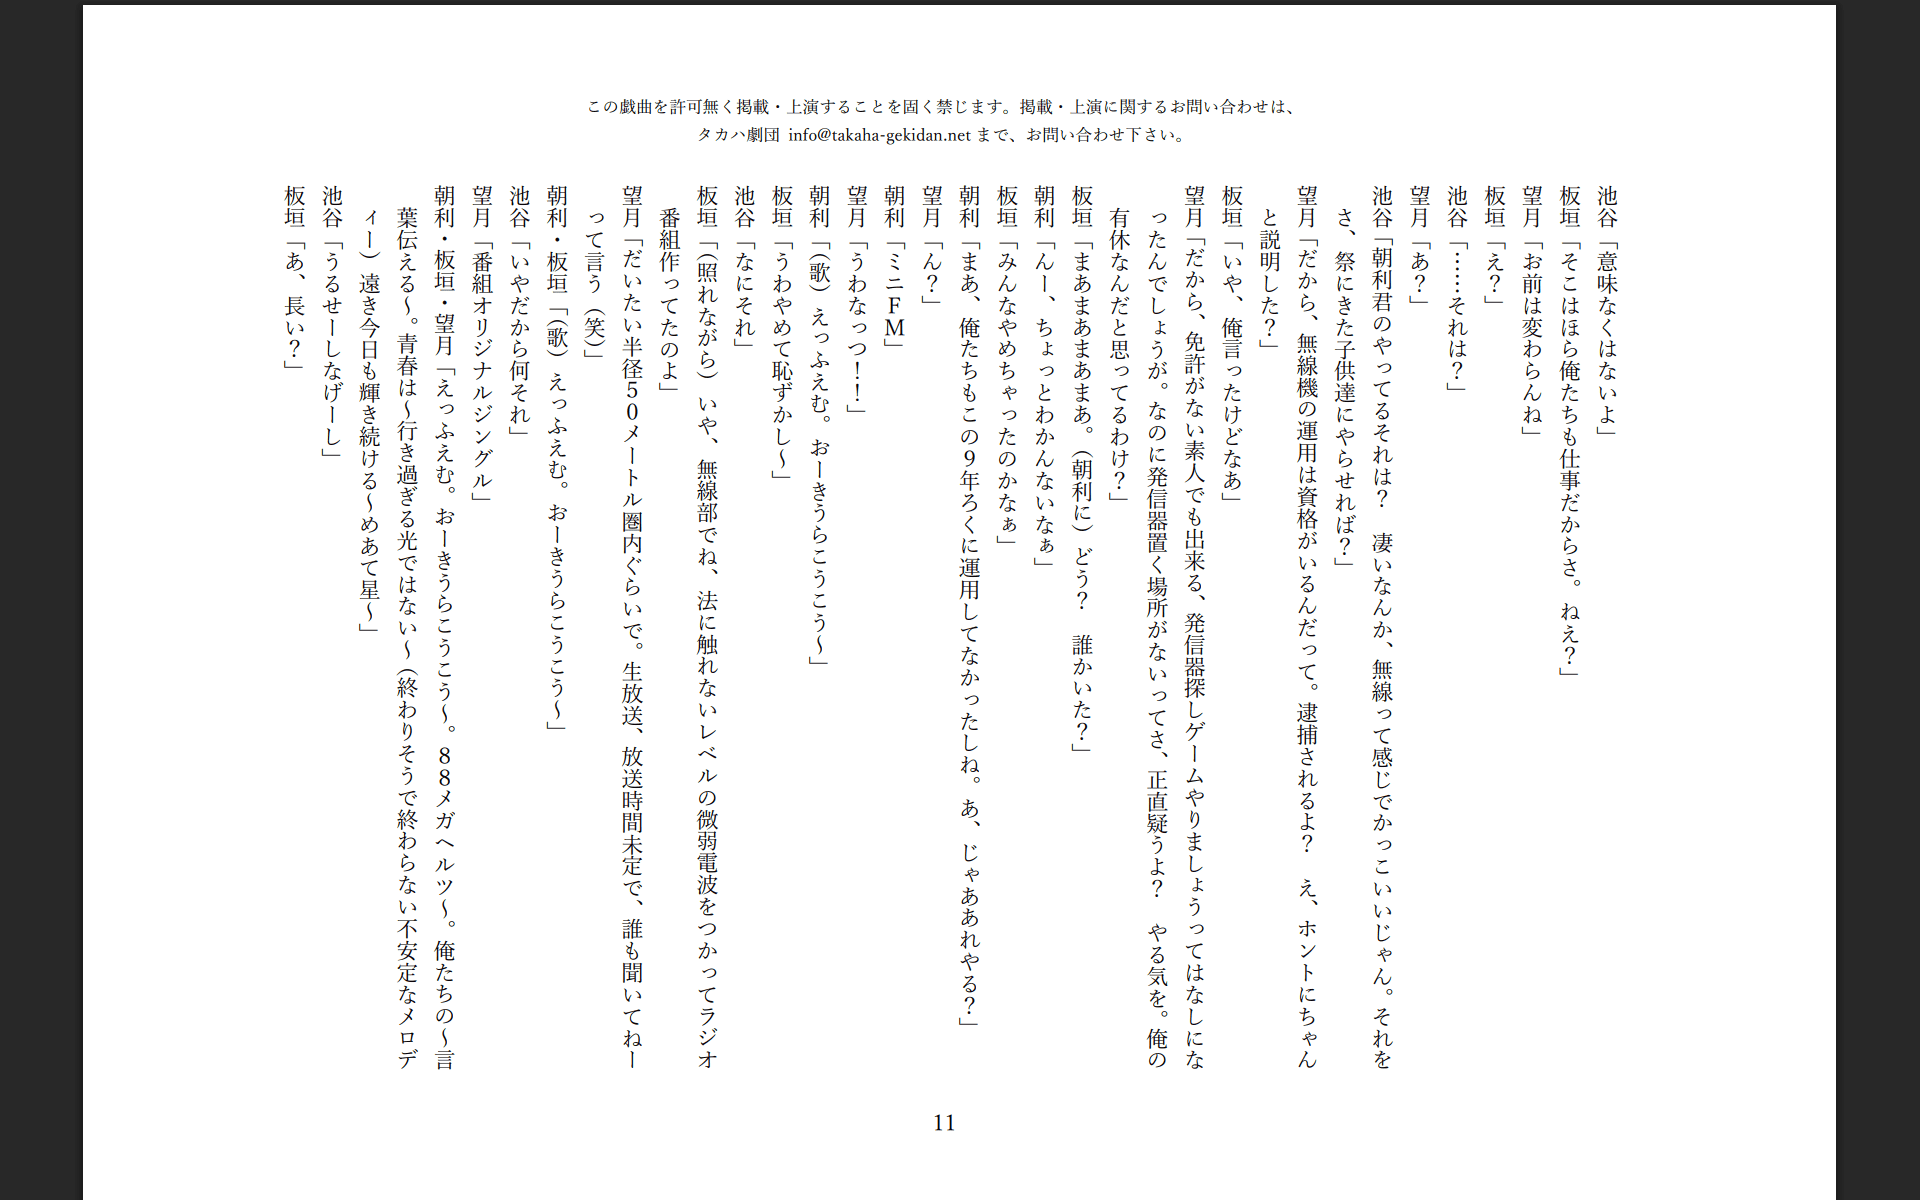 この戯曲を許可無く掲載・上演することを固く禁じます。掲載・上演に関するお問い合わせは、
タカハ劇団 info@takaha-gekidan.net まで、お問い合わせ下さい。
池谷「意味なくはないよ」
板垣「そこはほら俺たちも仕事だからさ。ねえ？」
望月「お前は変わらんね」
板垣「え？」
池谷「……それは？」
望月「あ？」
池谷「朝利君のやってるそれは？　凄いなんか、無線って感じでかっこいいじゃん。それを
さ、祭にきた子供達にやらせれば？」
望月「だから、無線機の運用は資格がいるんだって。逮捕されるよ？　え、ホントにちゃん
と説明した？」
板垣「いや、俺言ったけどなあ」
望月「だから、免許がない素人でも出来る、発信器探しゲームやりましょうってはなしにな
ったんでしょうが。なのに発信器置く場所がないってさ、正直疑うよ？　やる気を。俺の
有休なんだと思ってるわけ？」
板垣「まあまあまあまあ。（朝利に）どう？　誰かいた？」
朝利「んー、ちょっとわかんないなぁ」
板垣「みんなやめちゃったのかなぁ」
朝利「まあ、俺たちもこの９年ろくに運用してなかったしね。あ、じゃああれやる？」
望月「ん？」
朝利「ミニＦＭ」
望月「うわなっつ！！」
朝利「（歌）えっふえむ。おーきうらこうこう～」
板垣「うわやめて恥ずかし～」
池谷「なにそれ」
板垣「（照れながら）いや、無線部でね、法に触れないレベルの微弱電波をつかってラジオ
番組作ってたのよ」
望月「だいたい半径５０メートル圏内ぐらいで。生放送、放送時間未定で、誰も聞いてねー
って言う（笑）」
朝利・板垣「（歌）えっふえむ。おーきうらこうこう～」
池谷「いやだから何それ」
望月「番組オリジナルジングル」
朝利・板垣・望月「えっふえむ。おーきうらこうこう～。８８メガヘルツ～。俺たちの～言
葉伝える～。青春は～行き過ぎる光ではない～（終わりそうで終わらない不安定なメロデ
ィー）遠き今日も輝き続ける～めあて星～」
池谷「うるせーしなげーし」
板垣「あ、長い？」
11